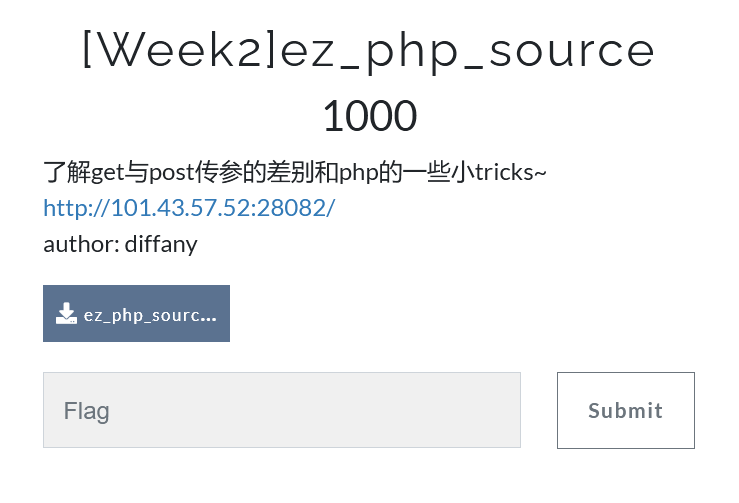 [Week2]ez_php_source
1000
了解get与post传参的差别和php的一些小tricks~
http://101.43.57.52:28082/
author: diffany
ez_php_sourc...
Flag
Submit